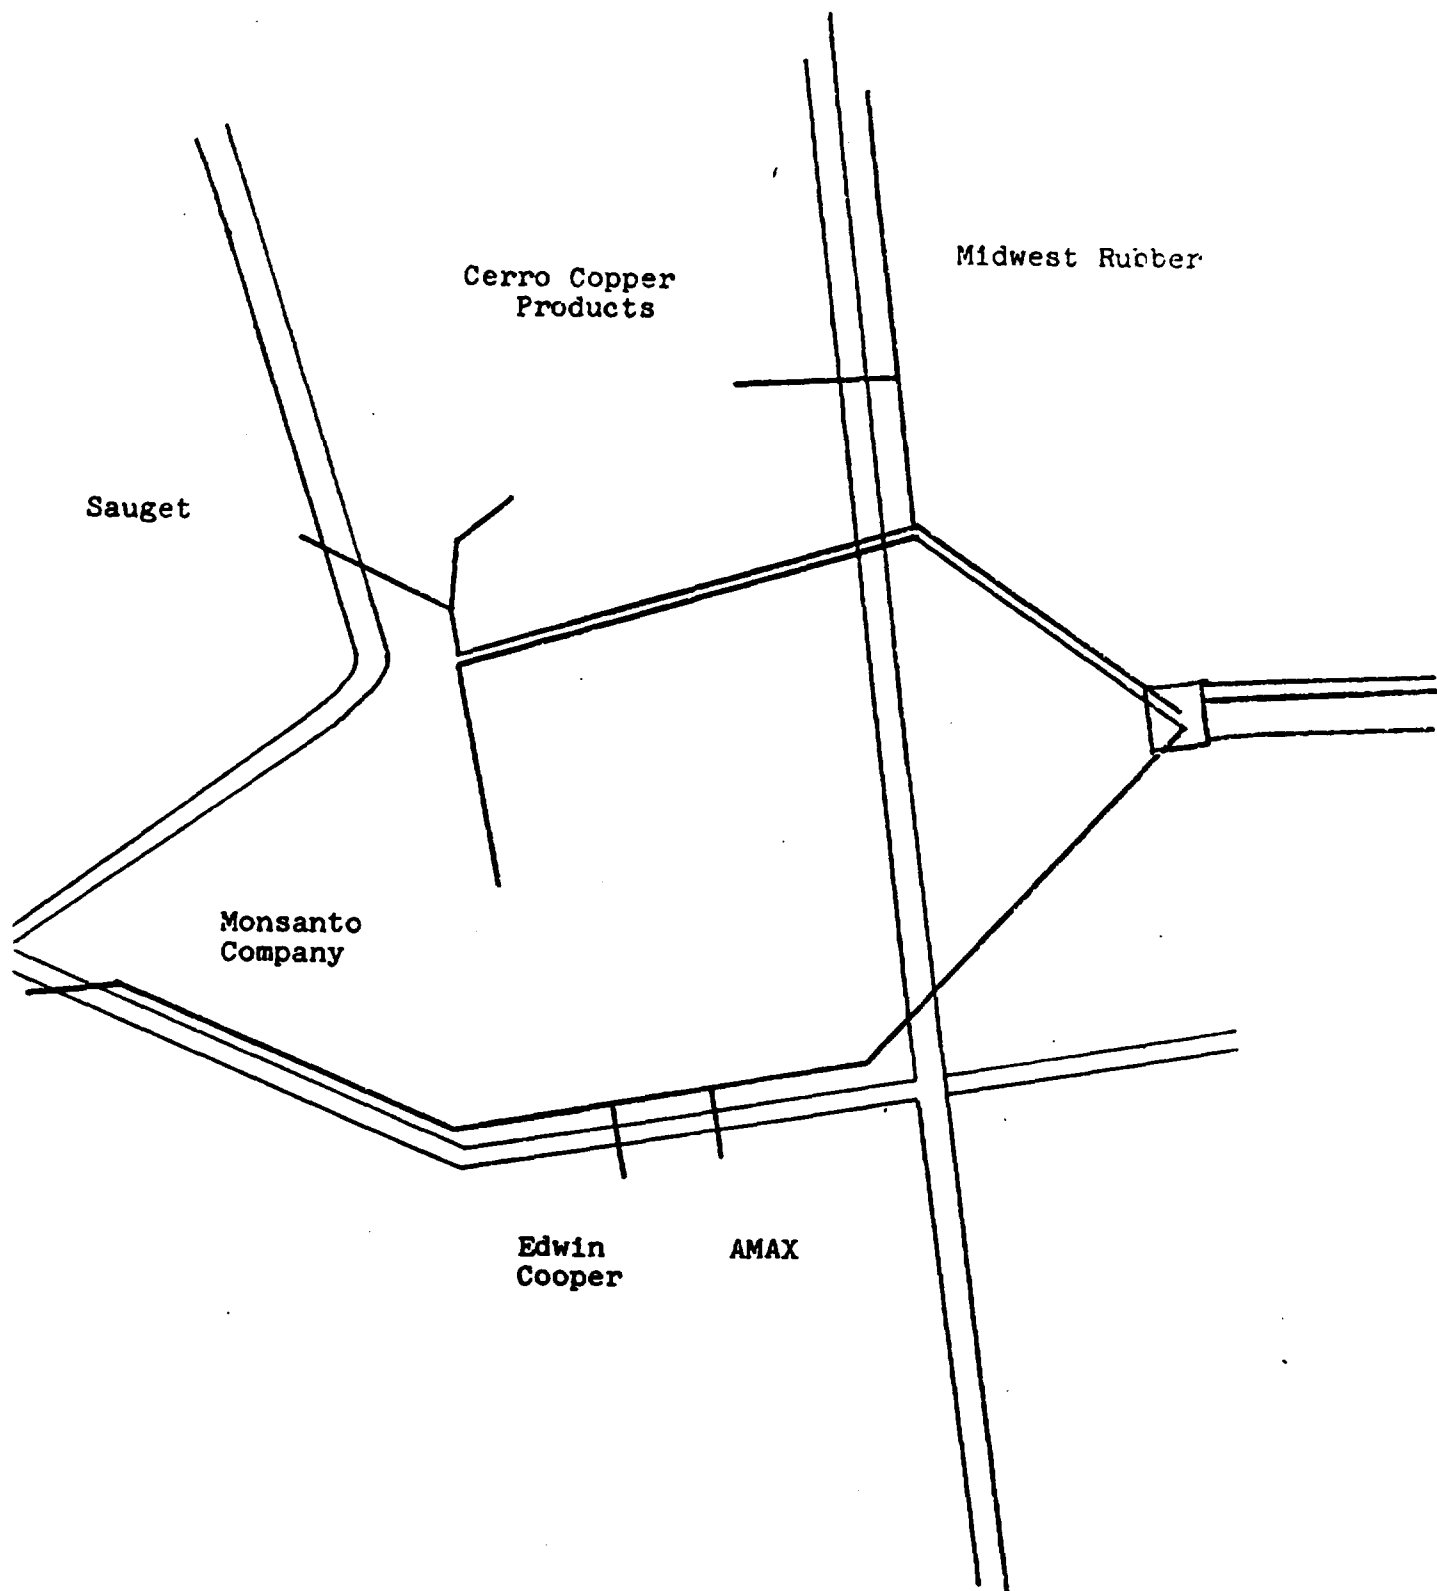 Midwest Rubber
Cerro Copper
Products
Sauget
Monsanto
Company
Edwin
Cooper
AMAX